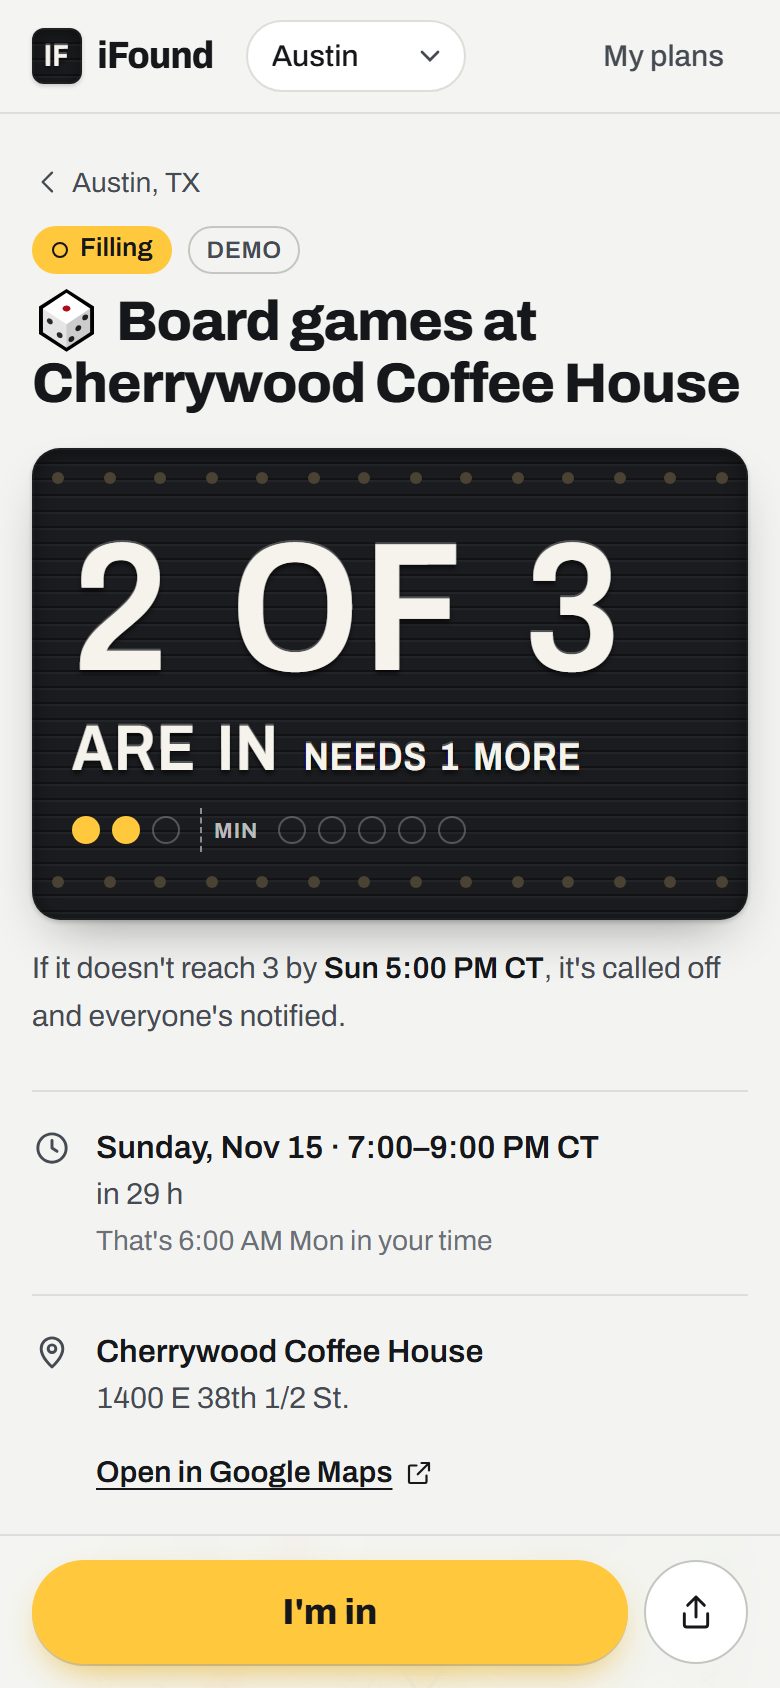 IF iFound Austin My plans
Austin, TX
Filling DEMO
Board games at
Cherrywood Coffee House
2 OF 3
ARE IN NEEDS 1 MORE
MIN
If it doesn't reach 3 by Sun 5:00 PM CT, it's called off
and everyone's notified.
Sunday, Nov 15 · 7:00–9:00 PM CT
in 29 h
That's 6:00 AM Mon in your time
Cherrywood Coffee House
1400 E 38th 1/2 St.
Open in Google Maps
I'm in